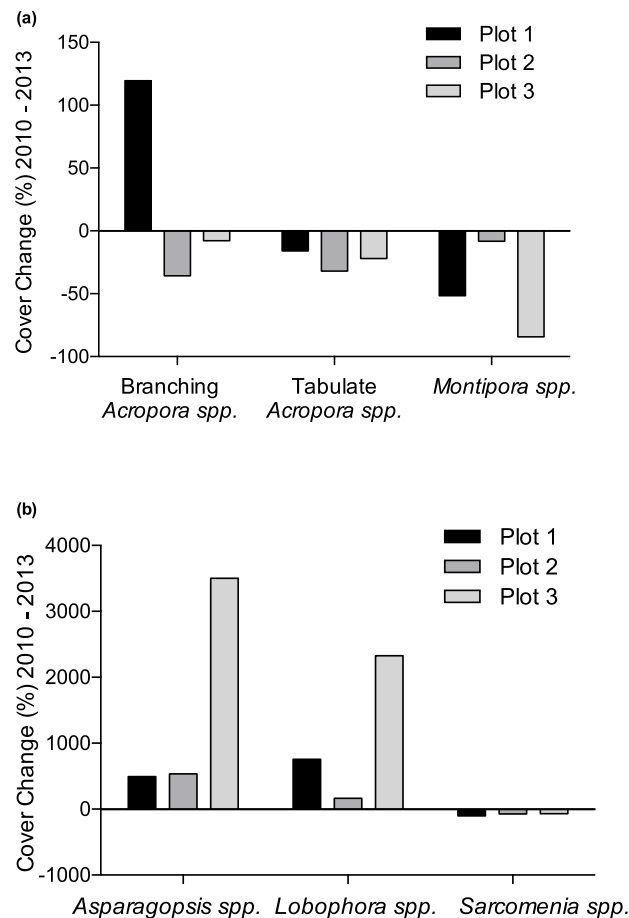 (a)
Plot 1
Plot 2
Plot 3
Cover Change (%) 2010 - 2013
150
100
50
0
-50
-100
Branching
Acropora spp.
Tabulate
Acropora spp.
Montipora spp.
(b)
Plot 1
Plot 2
Plot 3
Cover Change (%) 2010 - 2013
4000
3000
2000
1000
0
-1000
Asparagopsis spp.
Lobophora spp.
Sarcomenia spp.